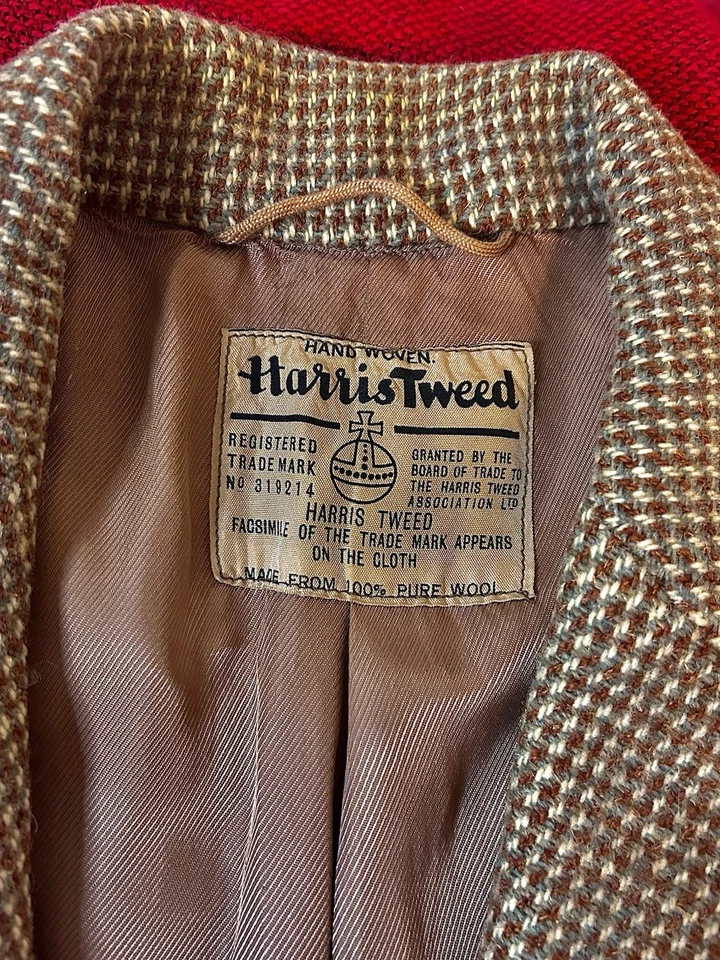 HAND WOVEN.
Harris Tweed
REGISTERED
TRADE MARK
No 319214
GRANTED BY THE
BOARD OF TRADE TO
THE HARRIS TWEED
ASSOCIATION LTD
HARRIS TWEED
FACSIMILE OF THE TRADE MARK APPEARS
ON THE CLOTH
MADE FROM 100% PURE WOOL